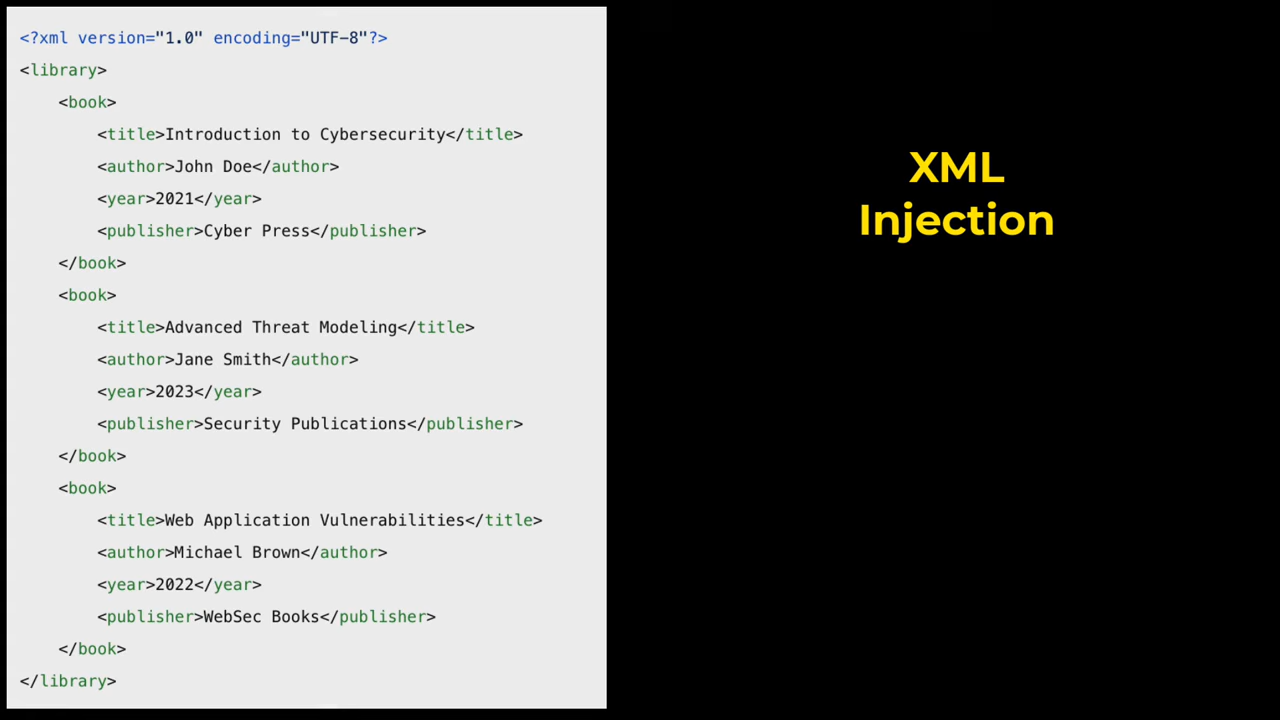 <?xml version="1.0" encoding="UTF-8"?>
<library>
    <book>
        <title>Introduction to Cybersecurity</title>
        <author>John Doe</author>
        <year>2021</year>
        <publisher>Cyber Press</publisher>
    </book>
    <book>
        <title>Advanced Threat Modeling</title>
        <author>Jane Smith</author>
        <year>2023</year>
        <publisher>Security Publications</publisher>
    </book>
    <book>
        <title>Web Application Vulnerabilities</title>
        <author>Michael Brown</author>
        <year>2022</year>
        <publisher>WebSec Books</publisher>
    </book>
</library>
XML
Injection